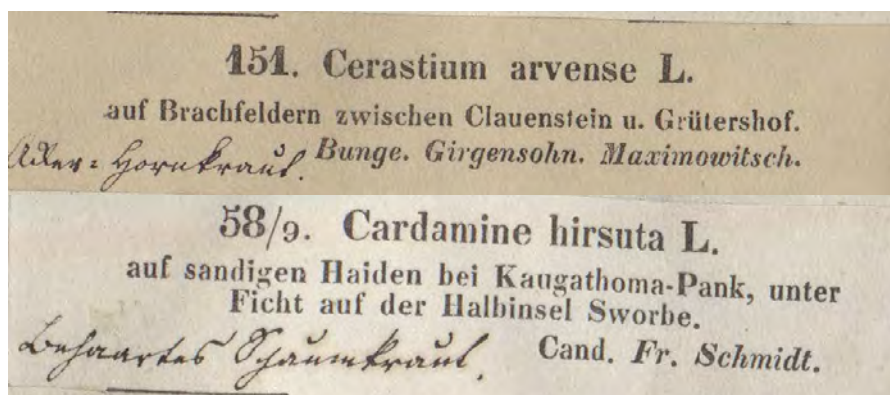 151. Cerastium arvense L.
auf Brachfeldern zwischen Clauenstein u. Grütershof.
Bunge. Girgensohn. Maximowitsch.
Acker-Hornkraut.
58/9. Cardamine hirsuta L.
auf sandigen Haiden bei Kaugathoma-Pank, unter
Ficht auf der Halbinsel Sworbe.
Cand. Fr. Schmidt.
Behaartes Schaumkraut.